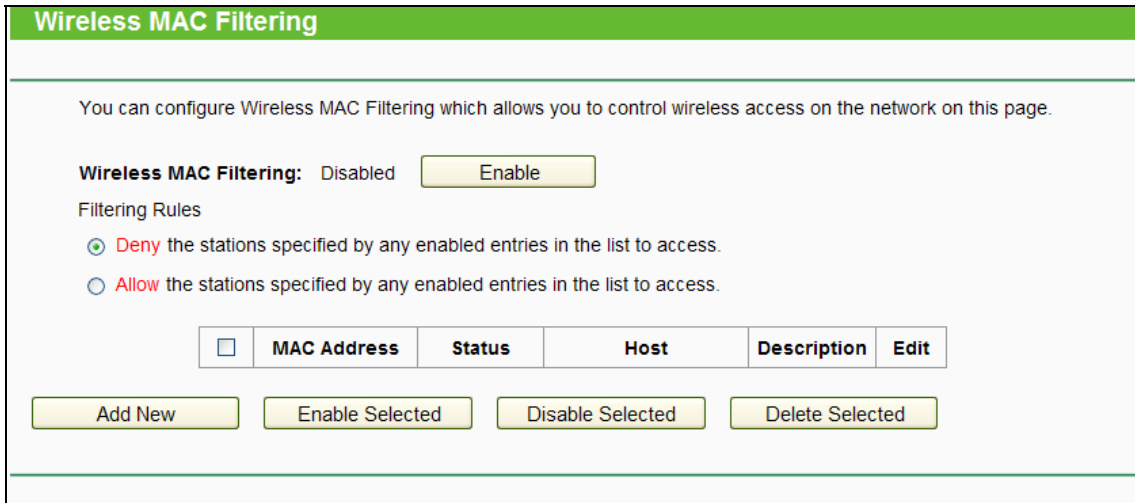 Wireless MAC Filtering
You can configure Wireless MAC Filtering which allows you to control wireless access on the network on this page.
Wireless MAC Filtering: Disabled Enable
Filtering Rules
Deny the stations specified by any enabled entries in the list to access.
Allow the stations specified by any enabled entries in the list to access.
MAC Address Status Host Description Edit
Add New Enable Selected Disable Selected Delete Selected